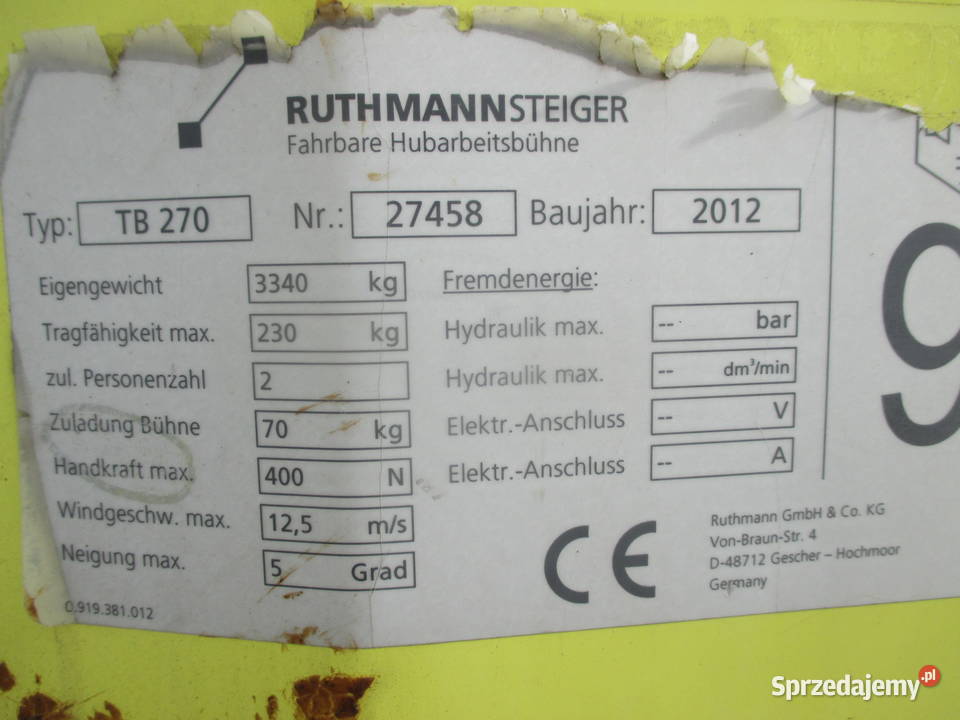 RUTHMANNSTEIGER
Fahrbare Hubarbeitsbühne
Typ: TB 270 Nr.: 27458 Baujahr: 2012
Eigengewicht 3340 kg
Tragfähigkeit max. 230 kg
zul. Personenzahl 2
Zuladung Bühne 70 kg
Handkraft max. 400 N
Windgeschw. max. 12,5 m/s
Neigung max. 5 Grad
0.919.381.012
Fremdenergie:
Hydraulik max. -- bar
Hydraulik max. -- dm³/min
Elektr.-Anschluss -- V
Elektr.-Anschluss -- A
CE
Ruthmann GmbH & Co. KG
Von-Braun-Str. 4
D-48712 Gescher – Hochmoor
Germany
9
Sprzedajemy.pl